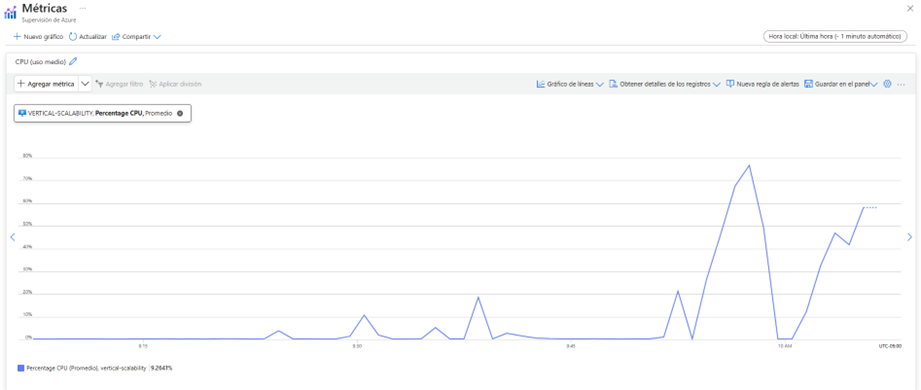 Métricas ...
Supervisión de Azure
Nuevo gráfico Actualizar Compartir
Hora local: Última hora (- 1 minuto automático)
CPU (uso medio)
Agregar métrica Agregar filtro Aplicar división Gráfico de líneas Obtener detalles de los registros Nueva regla de alertas Guardar en el panel ...
VERTICAL-SCALABILITY, Percentage CPU, Promedio
80%
70%
60%
50%
40%
30%
20%
10%
0%
9:15 9:30 9:45 10 AM UTC-05:00
Percentage CPU (Promedio), vertical-scalability 9.2641%